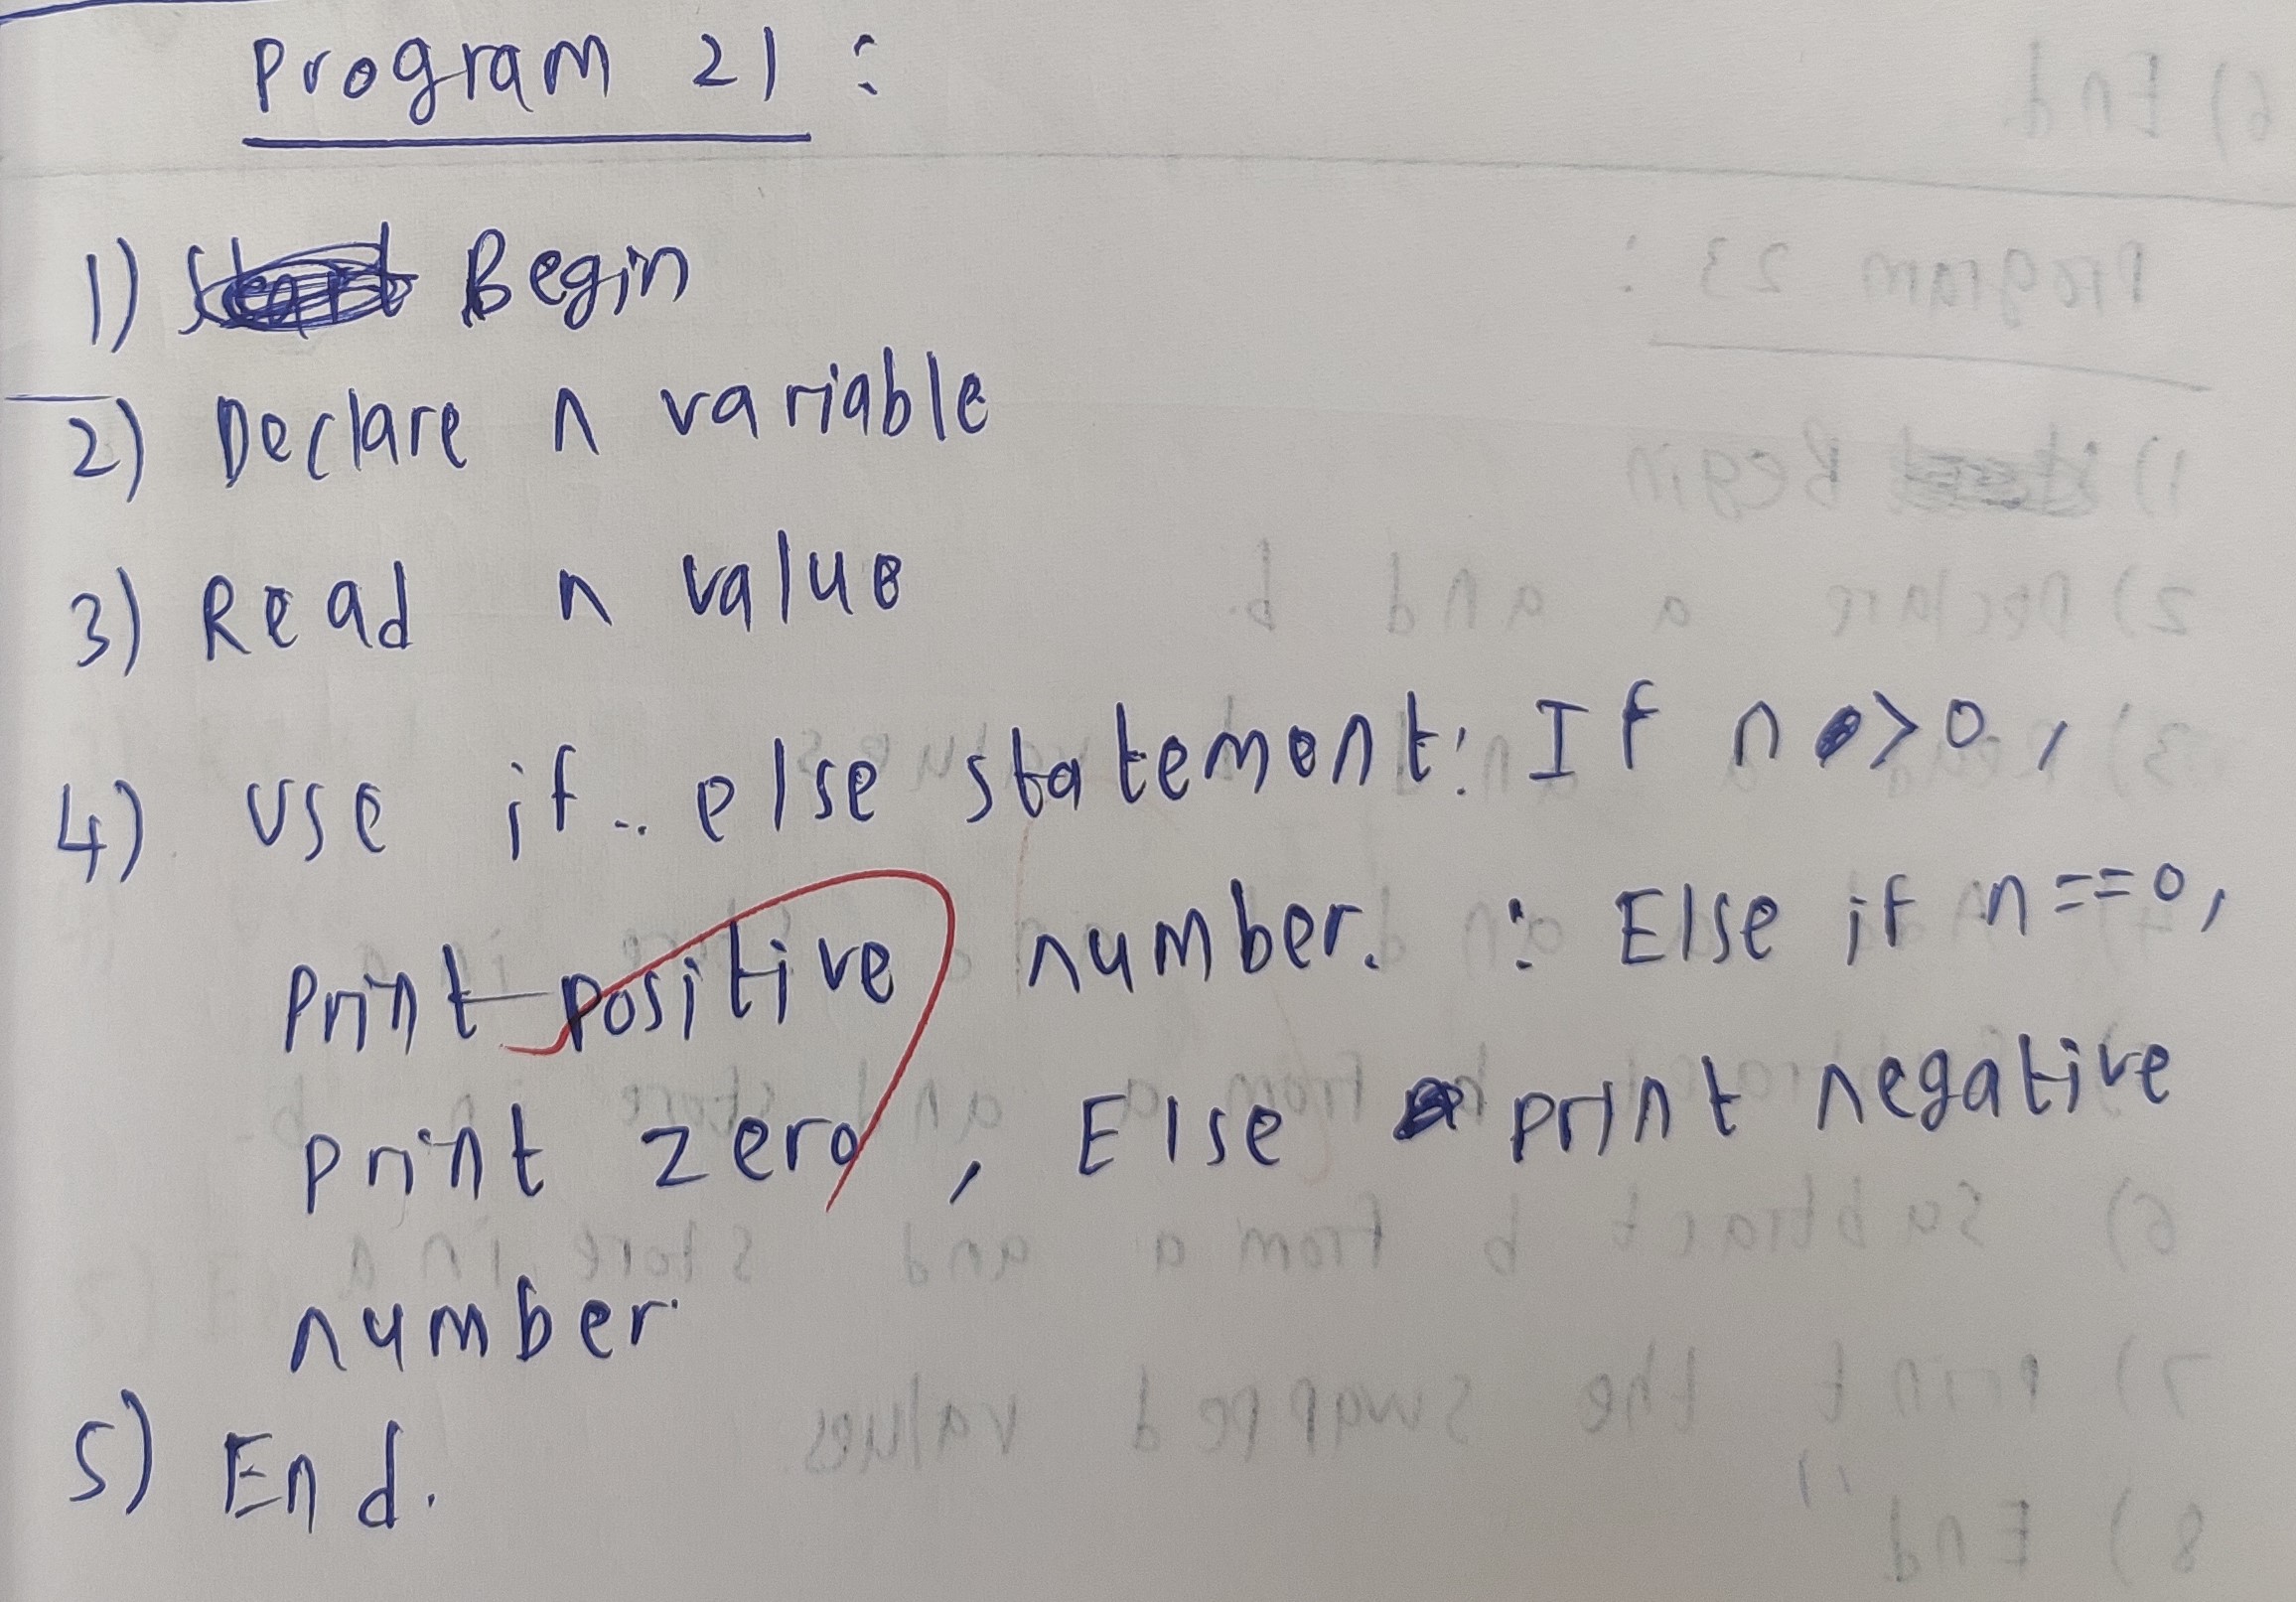 Program 21 :
1) Begin
2) Declare n variable
3) Read n value
4) Use if .. else statement: If n > 0 ,
Print positive number. : Else if n == 0,
print zero , Else print negative
number.
5) End.